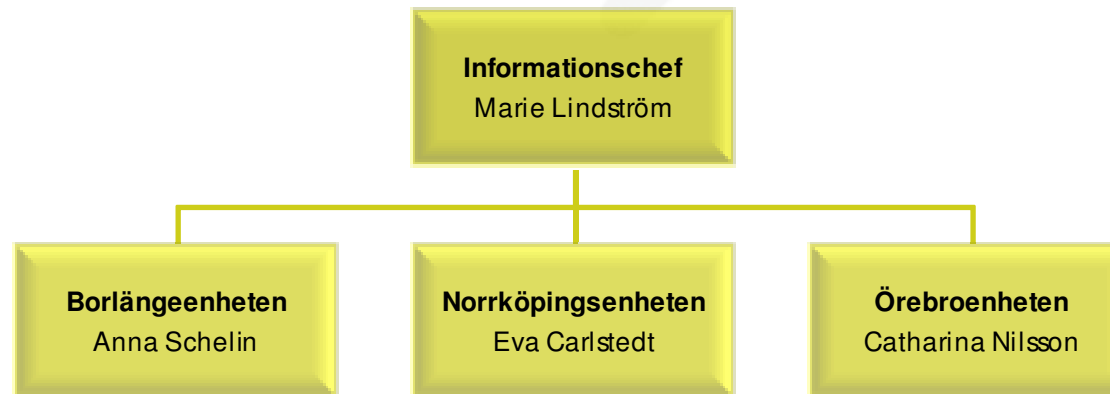 Informationschef
Marie Lindström
Borlängeenheten
Anna Schelin
Norrköpingsenheten
Eva Carlstedt
Örebroenheten
Catharina Nilsson